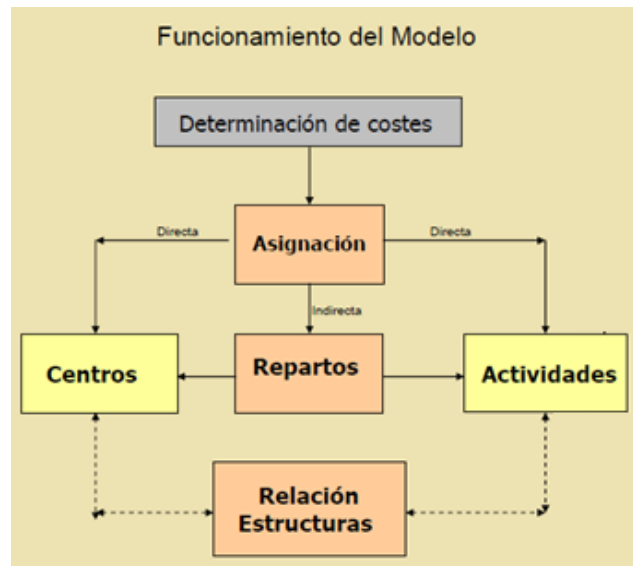 Funcionamiento del Modelo
Determinación de costes
Directa
Asignación
Directa
Indirecta
Centros
Repartos
Actividades
Relación
Estructuras